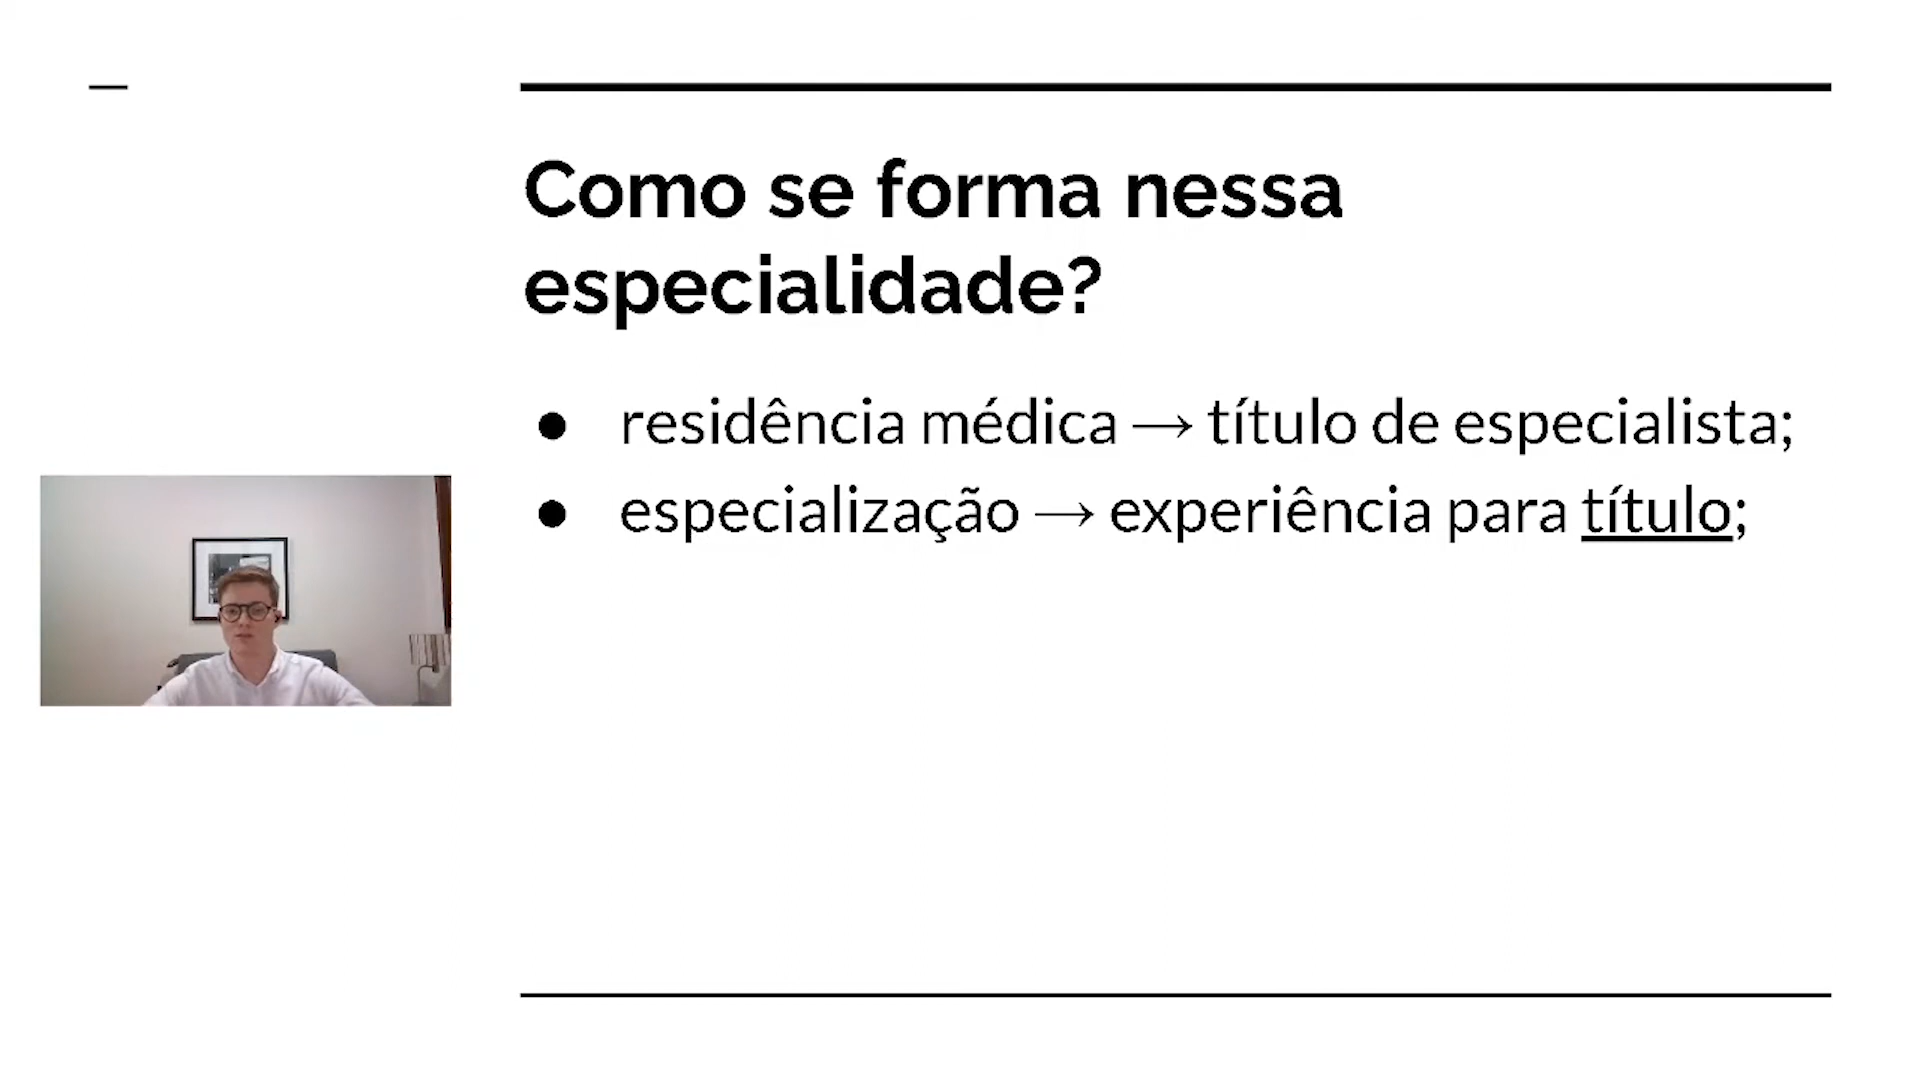 Como se forma nessa
especialidade?
● residência médica → título de especialista;
● especialização → experiência para título;